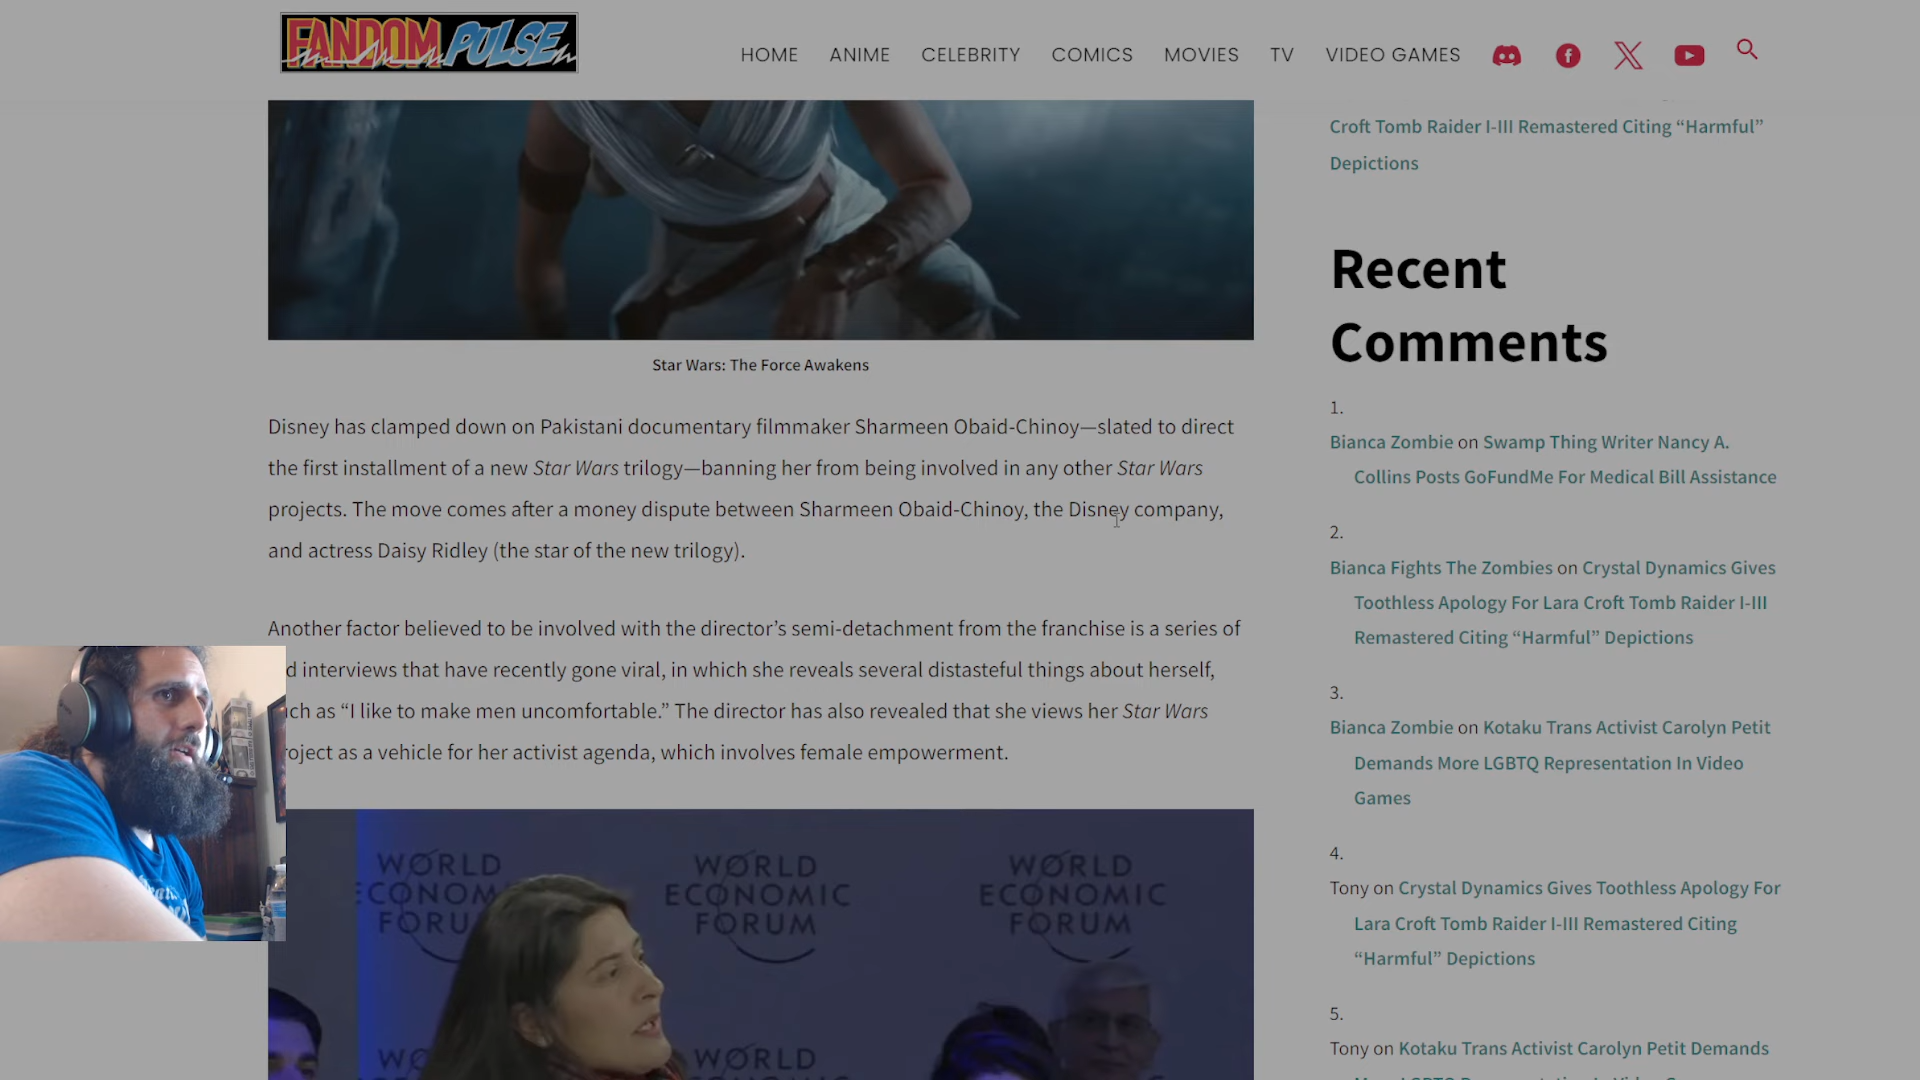 FANDOM PULSE
HOME ANIME CELEBRITY COMICS MOVIES TV VIDEO GAMES
Star Wars: The Force Awakens
Disney has clamped down on Pakistani documentary filmmaker Sharmeen Obaid-Chinoy—slated to direct
the first installment of a new Star Wars trilogy—banning her from being involved in any other Star Wars
projects. The move comes after a money dispute between Sharmeen Obaid-Chinoy, the Disney company,
and actress Daisy Ridley (the star of the new trilogy).
Another factor believed to be involved with the director’s semi-detachment from the franchise is a series of
d interviews that have recently gone viral, in which she reveals several distasteful things about herself,
ch as “I like to make men uncomfortable.” The director has also revealed that she views her Star Wars
oject as a vehicle for her activist agenda, which involves female empowerment.
WORLD ECONOMIC FORUM
WORLD ECONOMIC FORUM
WORLD ECONOMIC FORUM
WORLD
Croft Tomb Raider I-III Remastered Citing “Harmful”
Depictions
Recent
Comments
1.
Bianca Zombie on Swamp Thing Writer Nancy A.
Collins Posts GoFundMe For Medical Bill Assistance
2.
Bianca Fights The Zombies on Crystal Dynamics Gives
Toothless Apology For Lara Croft Tomb Raider I-III
Remastered Citing “Harmful” Depictions
3.
Bianca Zombie on Kotaku Trans Activist Carolyn Petit
Demands More LGBTQ Representation In Video
Games
4.
Tony on Crystal Dynamics Gives Toothless Apology For
Lara Croft Tomb Raider I-III Remastered Citing
“Harmful” Depictions
5.
Tony on Kotaku Trans Activist Carolyn Petit Demands